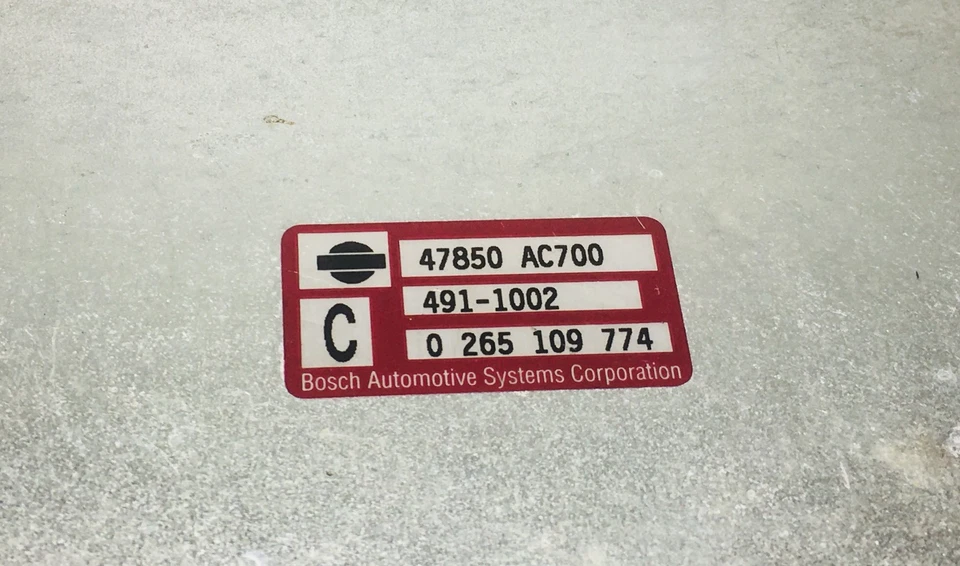 47850 AC700
491-1002
C
0 265 109 774
Bosch Automotive Systems Corporation